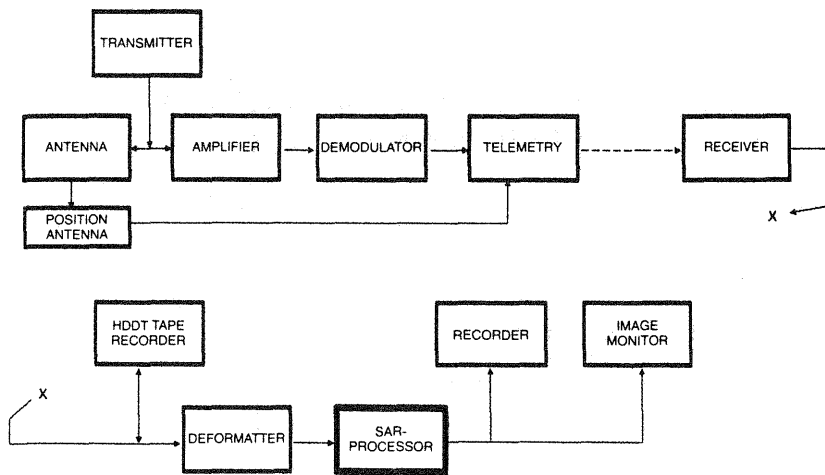 TRANSMITTER
ANTENNA
AMPLIFIER
DEMODULATOR
TELEMETRY
RECEIVER
POSITION
ANTENNA
X
HDDT TAPE
RECORDER
RECORDER
IMAGE
MONITOR
X
DEFORMATTER
SAR-
PROCESSOR